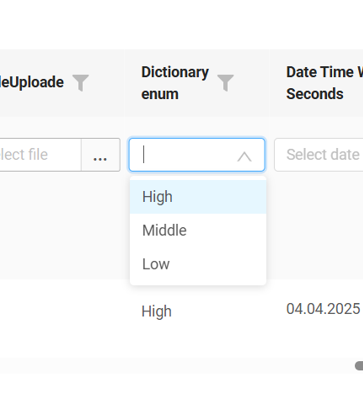 leUploade
Dictionary
enum
Date Time W
Seconds
lect file
...
Select date
High
Middle
Low
High
04.04.2025